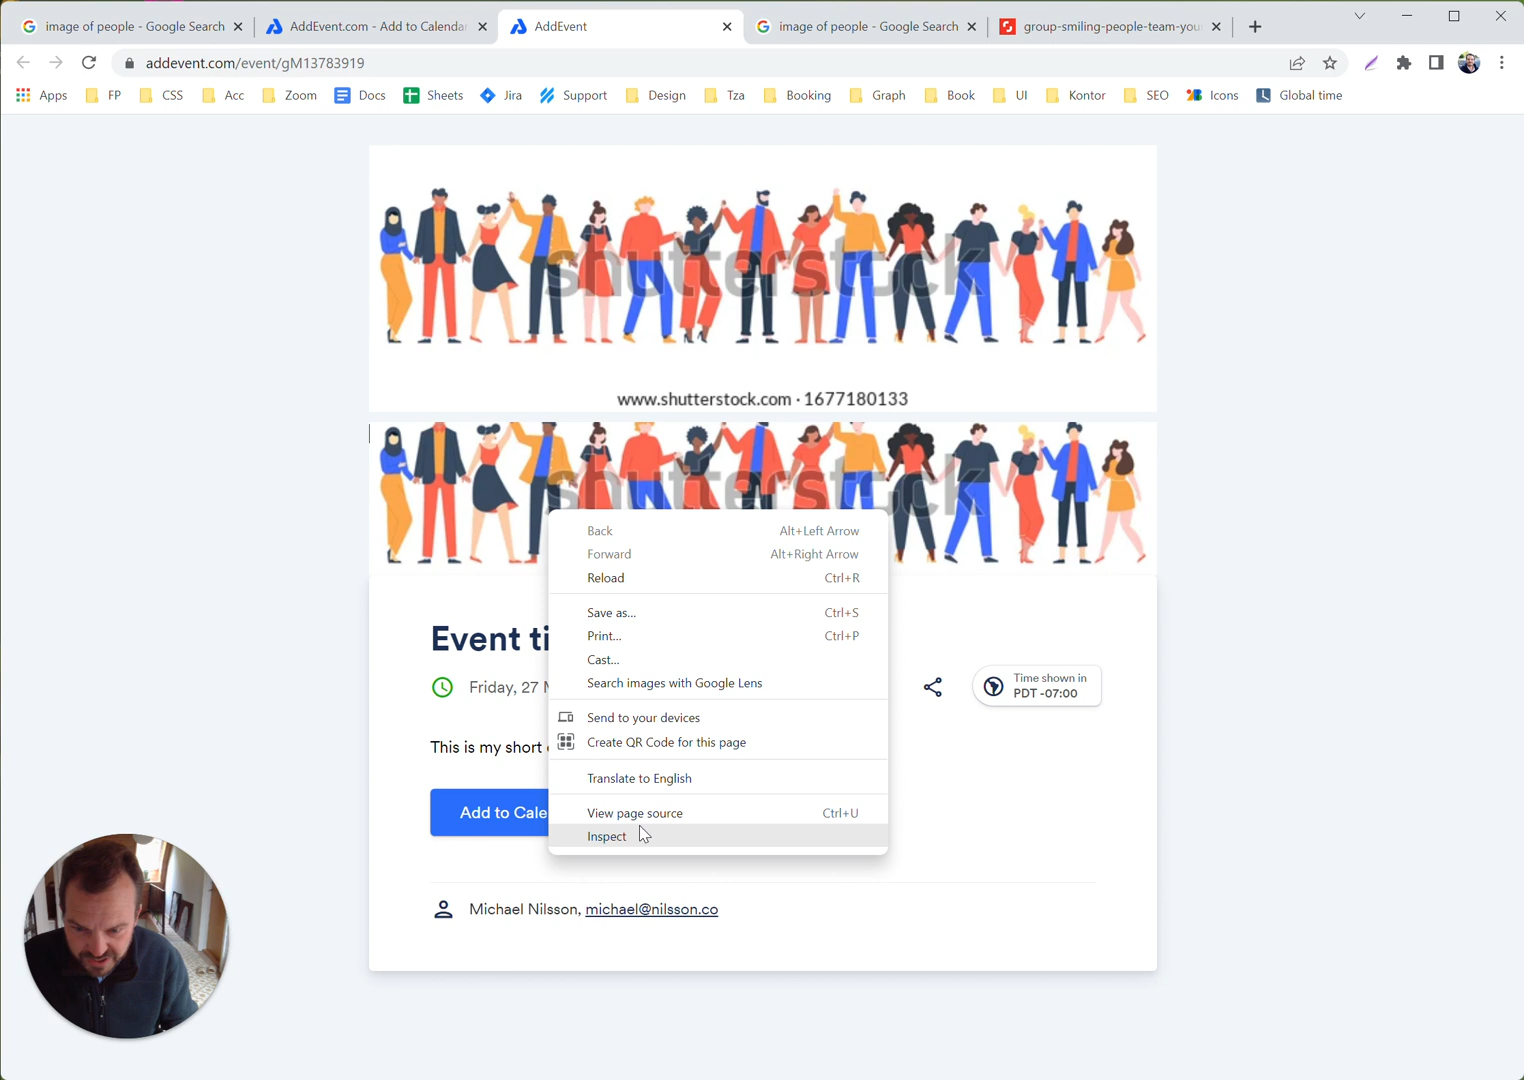 image of people - Google Search
AddEvent.com - Add to Calendar
AddEvent
image of people - Google Search
group-smiling-people-team-you
addevent.com/event/gM13783919
Apps FP CSS Acc Zoom Docs Sheets Jira Support Design Tza Booking Graph Book UI Kontor SEO Icons Global time
shutterstock
www.shutterstock.com · 1677180133
shutterstock
Back Alt+Left Arrow
Forward Alt+Right Arrow
Reload Ctrl+R
Save as... Ctrl+S
Print... Ctrl+P
Cast...
Search images with Google Lens
Send to your devices
Create QR Code for this page
Translate to English
View page source Ctrl+U
Inspect
Event ti
Friday, 27 M
Time shown in
PDT -07:00
This is my short
Add to Cale
Michael Nilsson, michael@nilsson.co